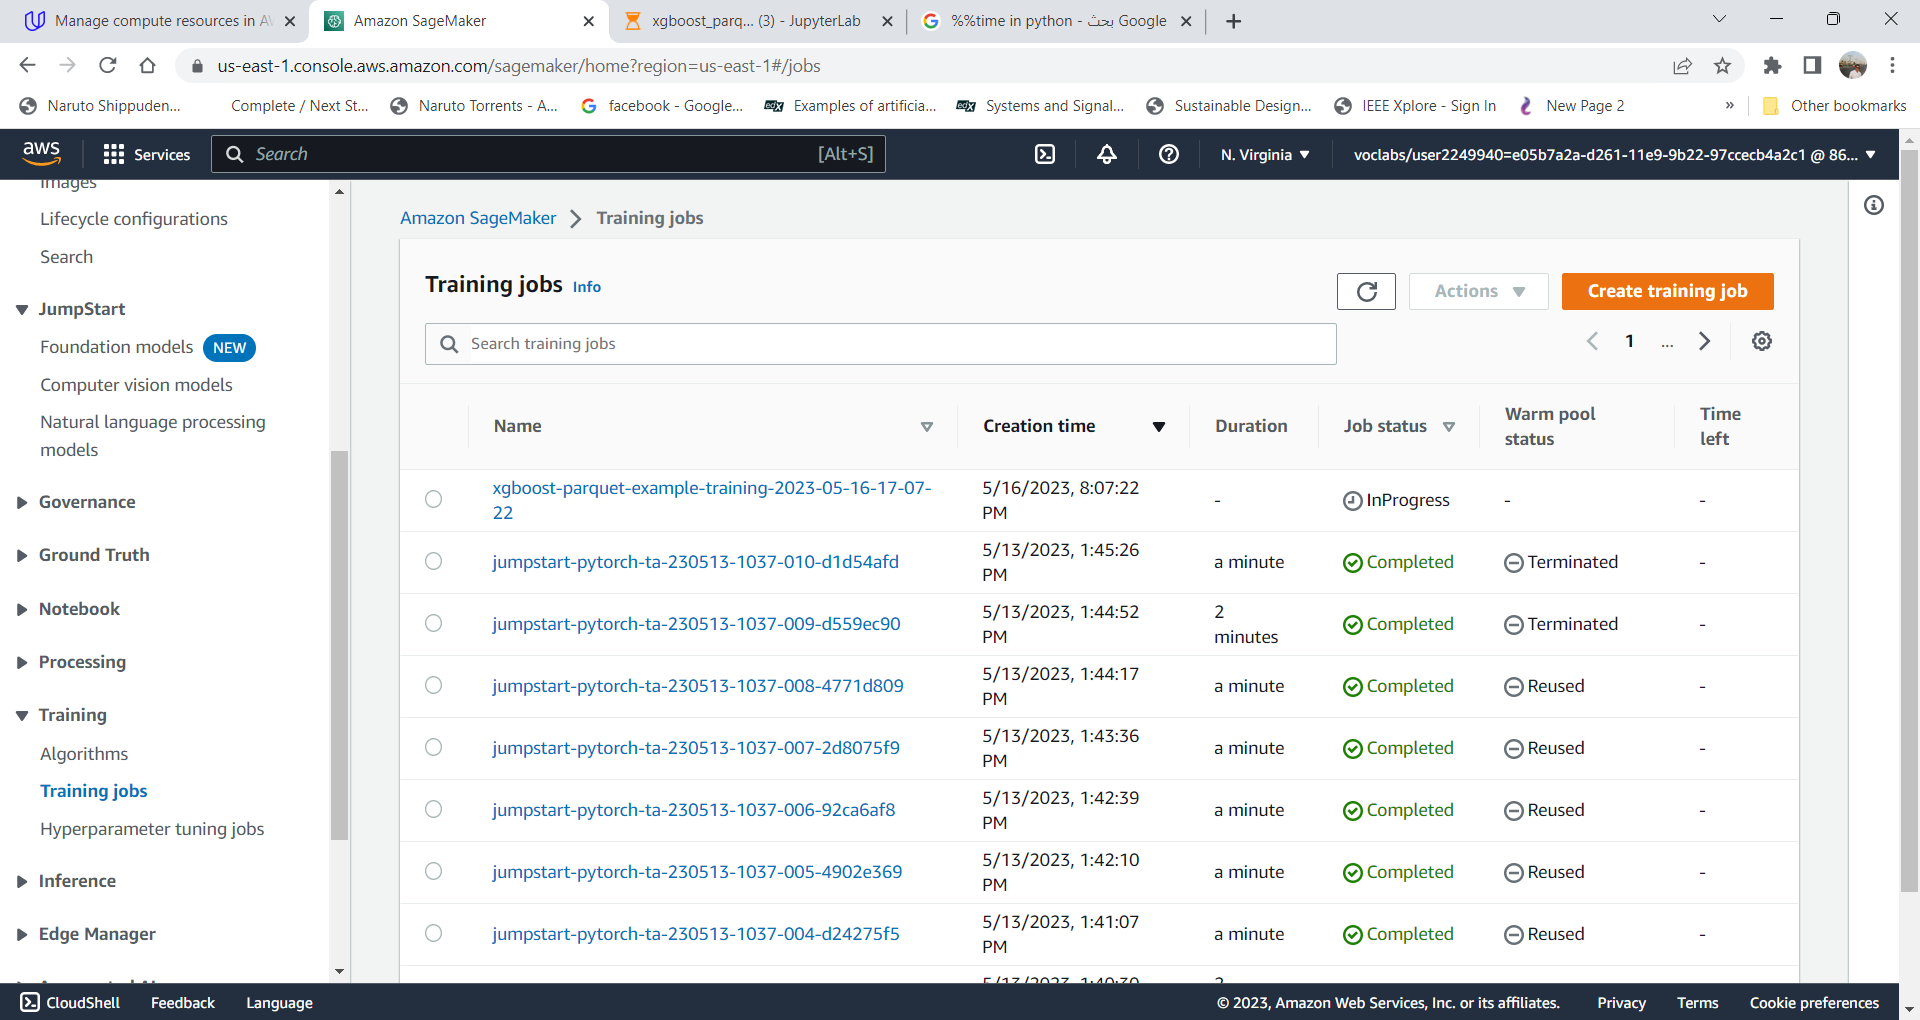 Manage compute resources in A
Amazon SageMaker
xgboost_parq... (3) - JupyterLab
%%time in python - بحث Google
us-east-1.console.aws.amazon.com/sagemaker/home?region=us-east-1#/jobs
Naruto Shippuden...
Complete / Next St...
Naruto Torrents - A...
facebook - Google...
edX
Examples of artificia...
edX
Systems and Signal...
Sustainable Design...
IEEE Xplore - Sign In
New Page 2
»
Other bookmarks
aws
Services
Search
[Alt+S]
N. Virginia
voclabs/user2249940=e05b7a2a-d261-11e9-9b22-97ccecb4a2c1 @ 86...
Images
Lifecycle configurations
Search
JumpStart
Foundation models NEW
Computer vision models
Natural language processing
models
Governance
Ground Truth
Notebook
Processing
Training
Algorithms
Training jobs
Hyperparameter tuning jobs
Inference
Edge Manager
Amazon SageMaker
Training jobs
Training jobs Info
Actions
Create training job
Search training jobs
1 ...
Name
Creation time
Duration
Job status
Warm pool
status
Time
left
xgboost-parquet-example-training-2023-05-16-17-07-
22
5/16/2023, 8:07:22
PM
-
InProgress
-
-
jumpstart-pytorch-ta-230513-1037-010-d1d54afd
5/13/2023, 1:45:26
PM
a minute
Completed
Terminated
-
jumpstart-pytorch-ta-230513-1037-009-d559ec90
5/13/2023, 1:44:52
PM
2
minutes
Completed
Terminated
-
jumpstart-pytorch-ta-230513-1037-008-4771d809
5/13/2023, 1:44:17
PM
a minute
Completed
Reused
-
jumpstart-pytorch-ta-230513-1037-007-2d8075f9
5/13/2023, 1:43:36
PM
a minute
Completed
Reused
-
jumpstart-pytorch-ta-230513-1037-006-92ca6af8
5/13/2023, 1:42:39
PM
a minute
Completed
Reused
-
jumpstart-pytorch-ta-230513-1037-005-4902e369
5/13/2023, 1:42:10
PM
a minute
Completed
Reused
-
jumpstart-pytorch-ta-230513-1037-004-d24275f5
5/13/2023, 1:41:07
PM
a minute
Completed
Reused
-
CloudShell
Feedback
Language
© 2023, Amazon Web Services, Inc. or its affiliates.
Privacy
Terms
Cookie preferences